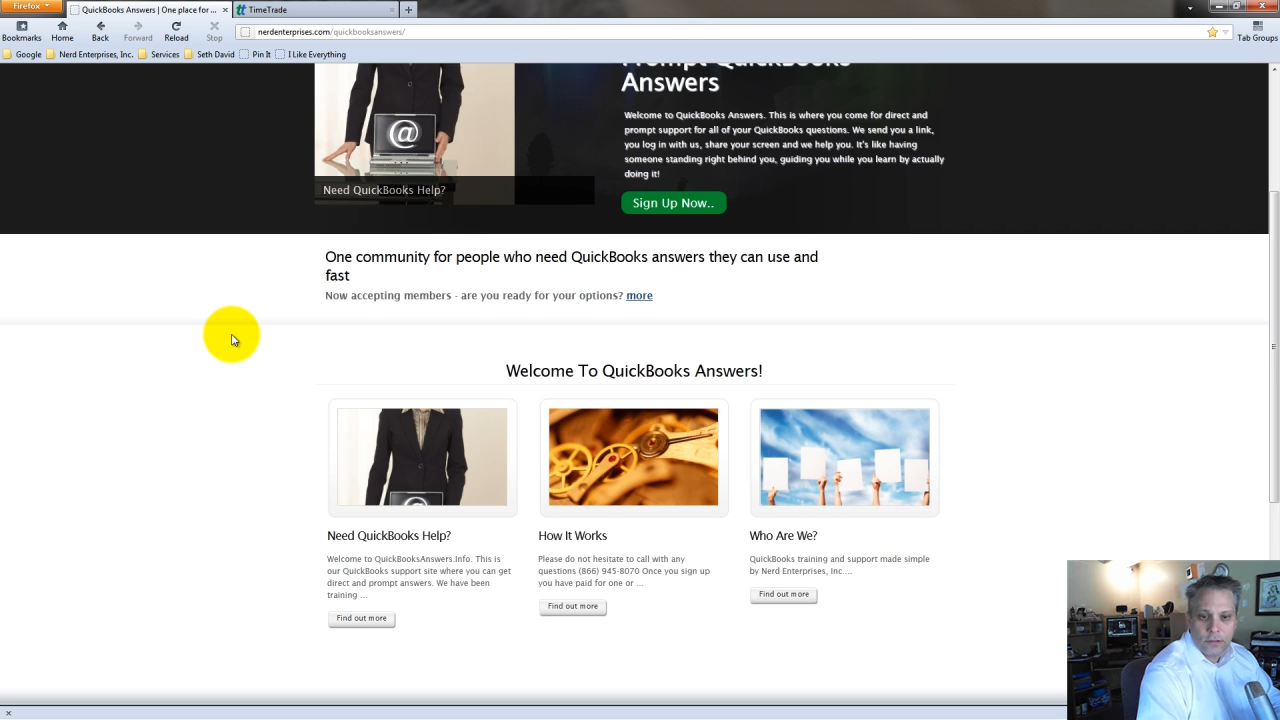 Firefox
QuickBooks Answers | One place for ...
TimeTrade
Bookmarks
Home
Back
Forward
Reload
Stop
nerdenterprises.com/quickbooksanswers/
Tab Groups
Google
Nerd Enterprises, Inc.
Services
Seth David
Pin It
I Like Everything
Prompt QuickBooks
Answers
Welcome to QuickBooks Answers. This is where you come for direct and
prompt support for all of your QuickBooks questions. We send you a link,
you log in with us, share your screen and we help you. It's like having
someone standing right behind you, guiding you while you learn by actually
doing it!
@
Need QuickBooks Help?
Sign Up Now..
One community for people who need QuickBooks answers they can use and
fast
Now accepting members - are you ready for your options? more
Welcome To QuickBooks Answers!
@
Need QuickBooks Help?
Welcome to QuickBooksAnswers.Info. This is
our QuickBooks support site where you can get
direct and prompt answers. We have been
training ...
Find out more
How It Works
Please do not hesitate to call with any
questions (866) 945-8070 Once you sign up
you have paid for one or ...
Find out more
Who Are We?
QuickBooks training and support made simple
by Nerd Enterprises, Inc....
Find out more